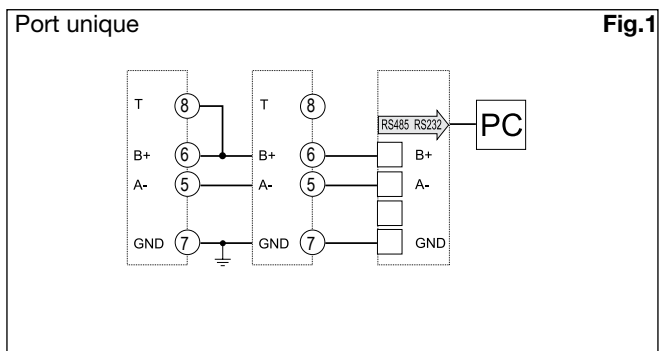 Port unique Fig.1
T 8 T 8
RS485 RS232 PC
B+ 6 B+ 6 B+
A- 5 A- 5 A-
GND 7 GND 7 GND